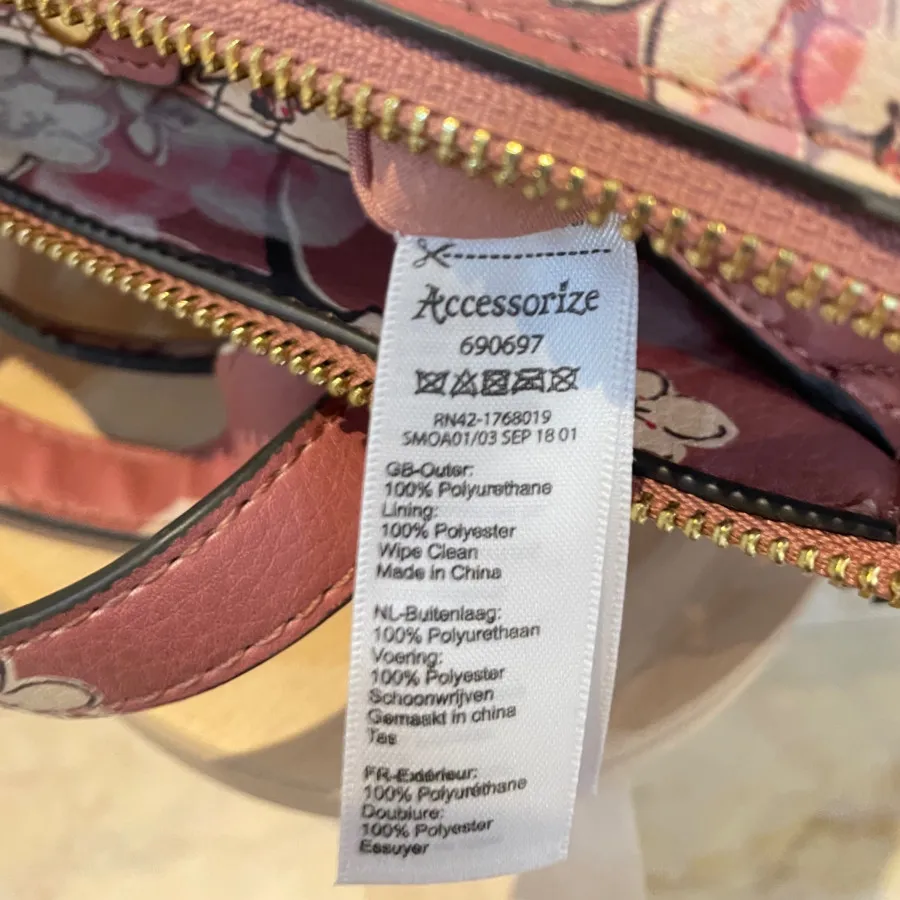 Accessorize
690697
RN42-1768019
SMOA01/03 SEP 18 01
GB-Outer:
100% Polyurethane
Lining:
100% Polyester
Wipe Clean
Made in China
NL-Buitenlaag:
100% Polyurethaan
Voering:
100% Polyester
Schoonwrijven
Gemaakt in china
Tas
FR-Extérieur:
100% Polyuréthane
Doublure:
100% Polyester
Essuyer